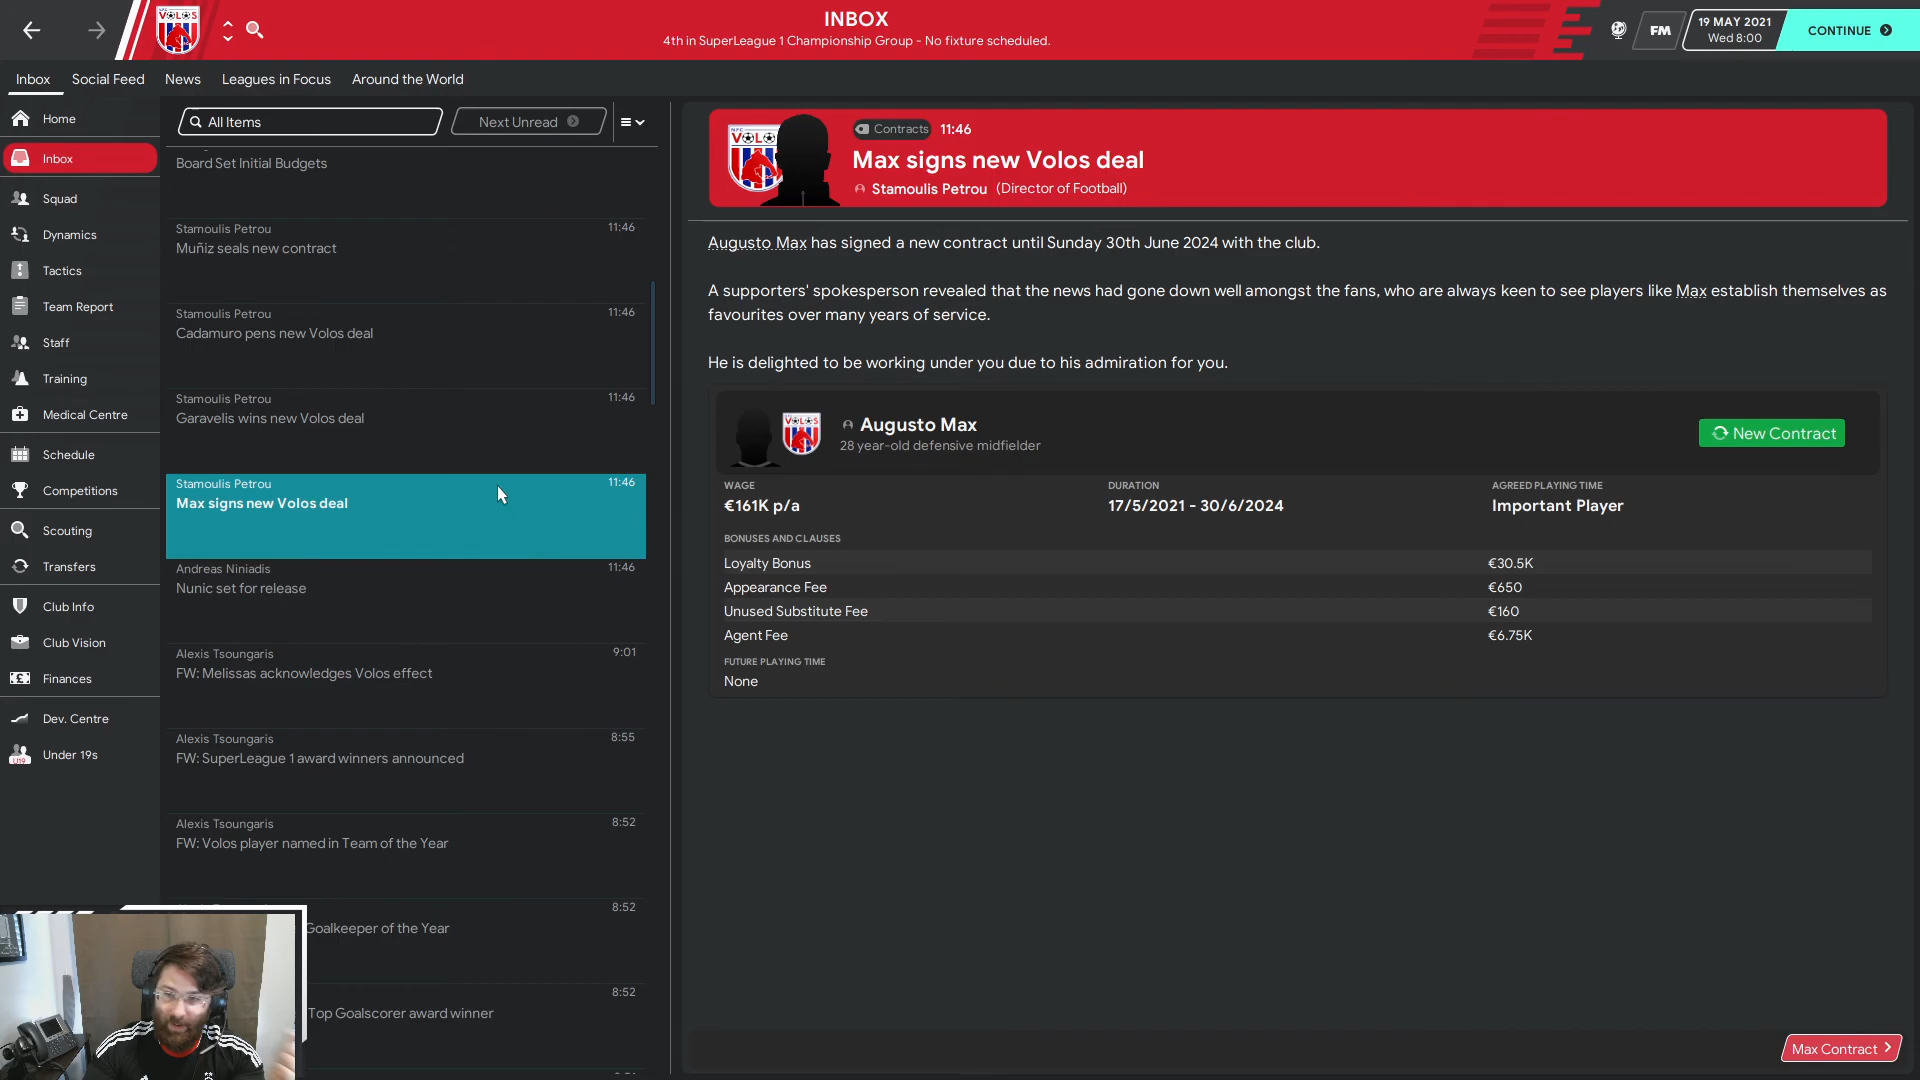 INBOX
4th in SuperLeague 1 Championship Group - No fixture scheduled.
FM
19 MAY 2021
Wed 8:00
CONTINUE
Inbox
Social Feed
News
Leagues in Focus
Around the World
Home
Inbox
Squad
Dynamics
Tactics
Team Report
Staff
Training
Medical Centre
Schedule
Competitions
Scouting
Transfers
Club Info
Club Vision
Finances
Dev. Centre
Under 19s
All Items
Next Unread
Board Set Initial Budgets
Stamoulis Petrou 11:46
Muñiz seals new contract
Stamoulis Petrou 11:46
Cadamuro pens new Volos deal
Stamoulis Petrou 11:46
Garavelis wins new Volos deal
Stamoulis Petrou 11:46
Max signs new Volos deal
Andreas Niniadis 11:46
Nunic set for release
Alexis Tsoungaris 9:01
FW: Melissas acknowledges Volos effect
Alexis Tsoungaris 8:55
FW: SuperLeague 1 award winners announced
Alexis Tsoungaris 8:52
FW: Volos player named in Team of the Year
8:52
Goalkeeper of the Year
8:52
Top Goalscorer award winner
Contracts 11:46
Max signs new Volos deal
Stamoulis Petrou (Director of Football)
Augusto Max has signed a new contract until Sunday 30th June 2024 with the club.
A supporters' spokesperson revealed that the news had gone down well amongst the fans, who are always keen to see players like Max establish themselves as
favourites over many years of service.
He is delighted to be working under you due to his admiration for you.
VOLOS
Augusto Max
28 year-old defensive midfielder
New Contract
WAGE
€161K p/a
DURATION
17/5/2021 - 30/6/2024
AGREED PLAYING TIME
Important Player
BONUSES AND CLAUSES
Loyalty Bonus €30.5K
Appearance Fee €650
Unused Substitute Fee €160
Agent Fee €6.75K
FUTURE PLAYING TIME
None
Max Contract